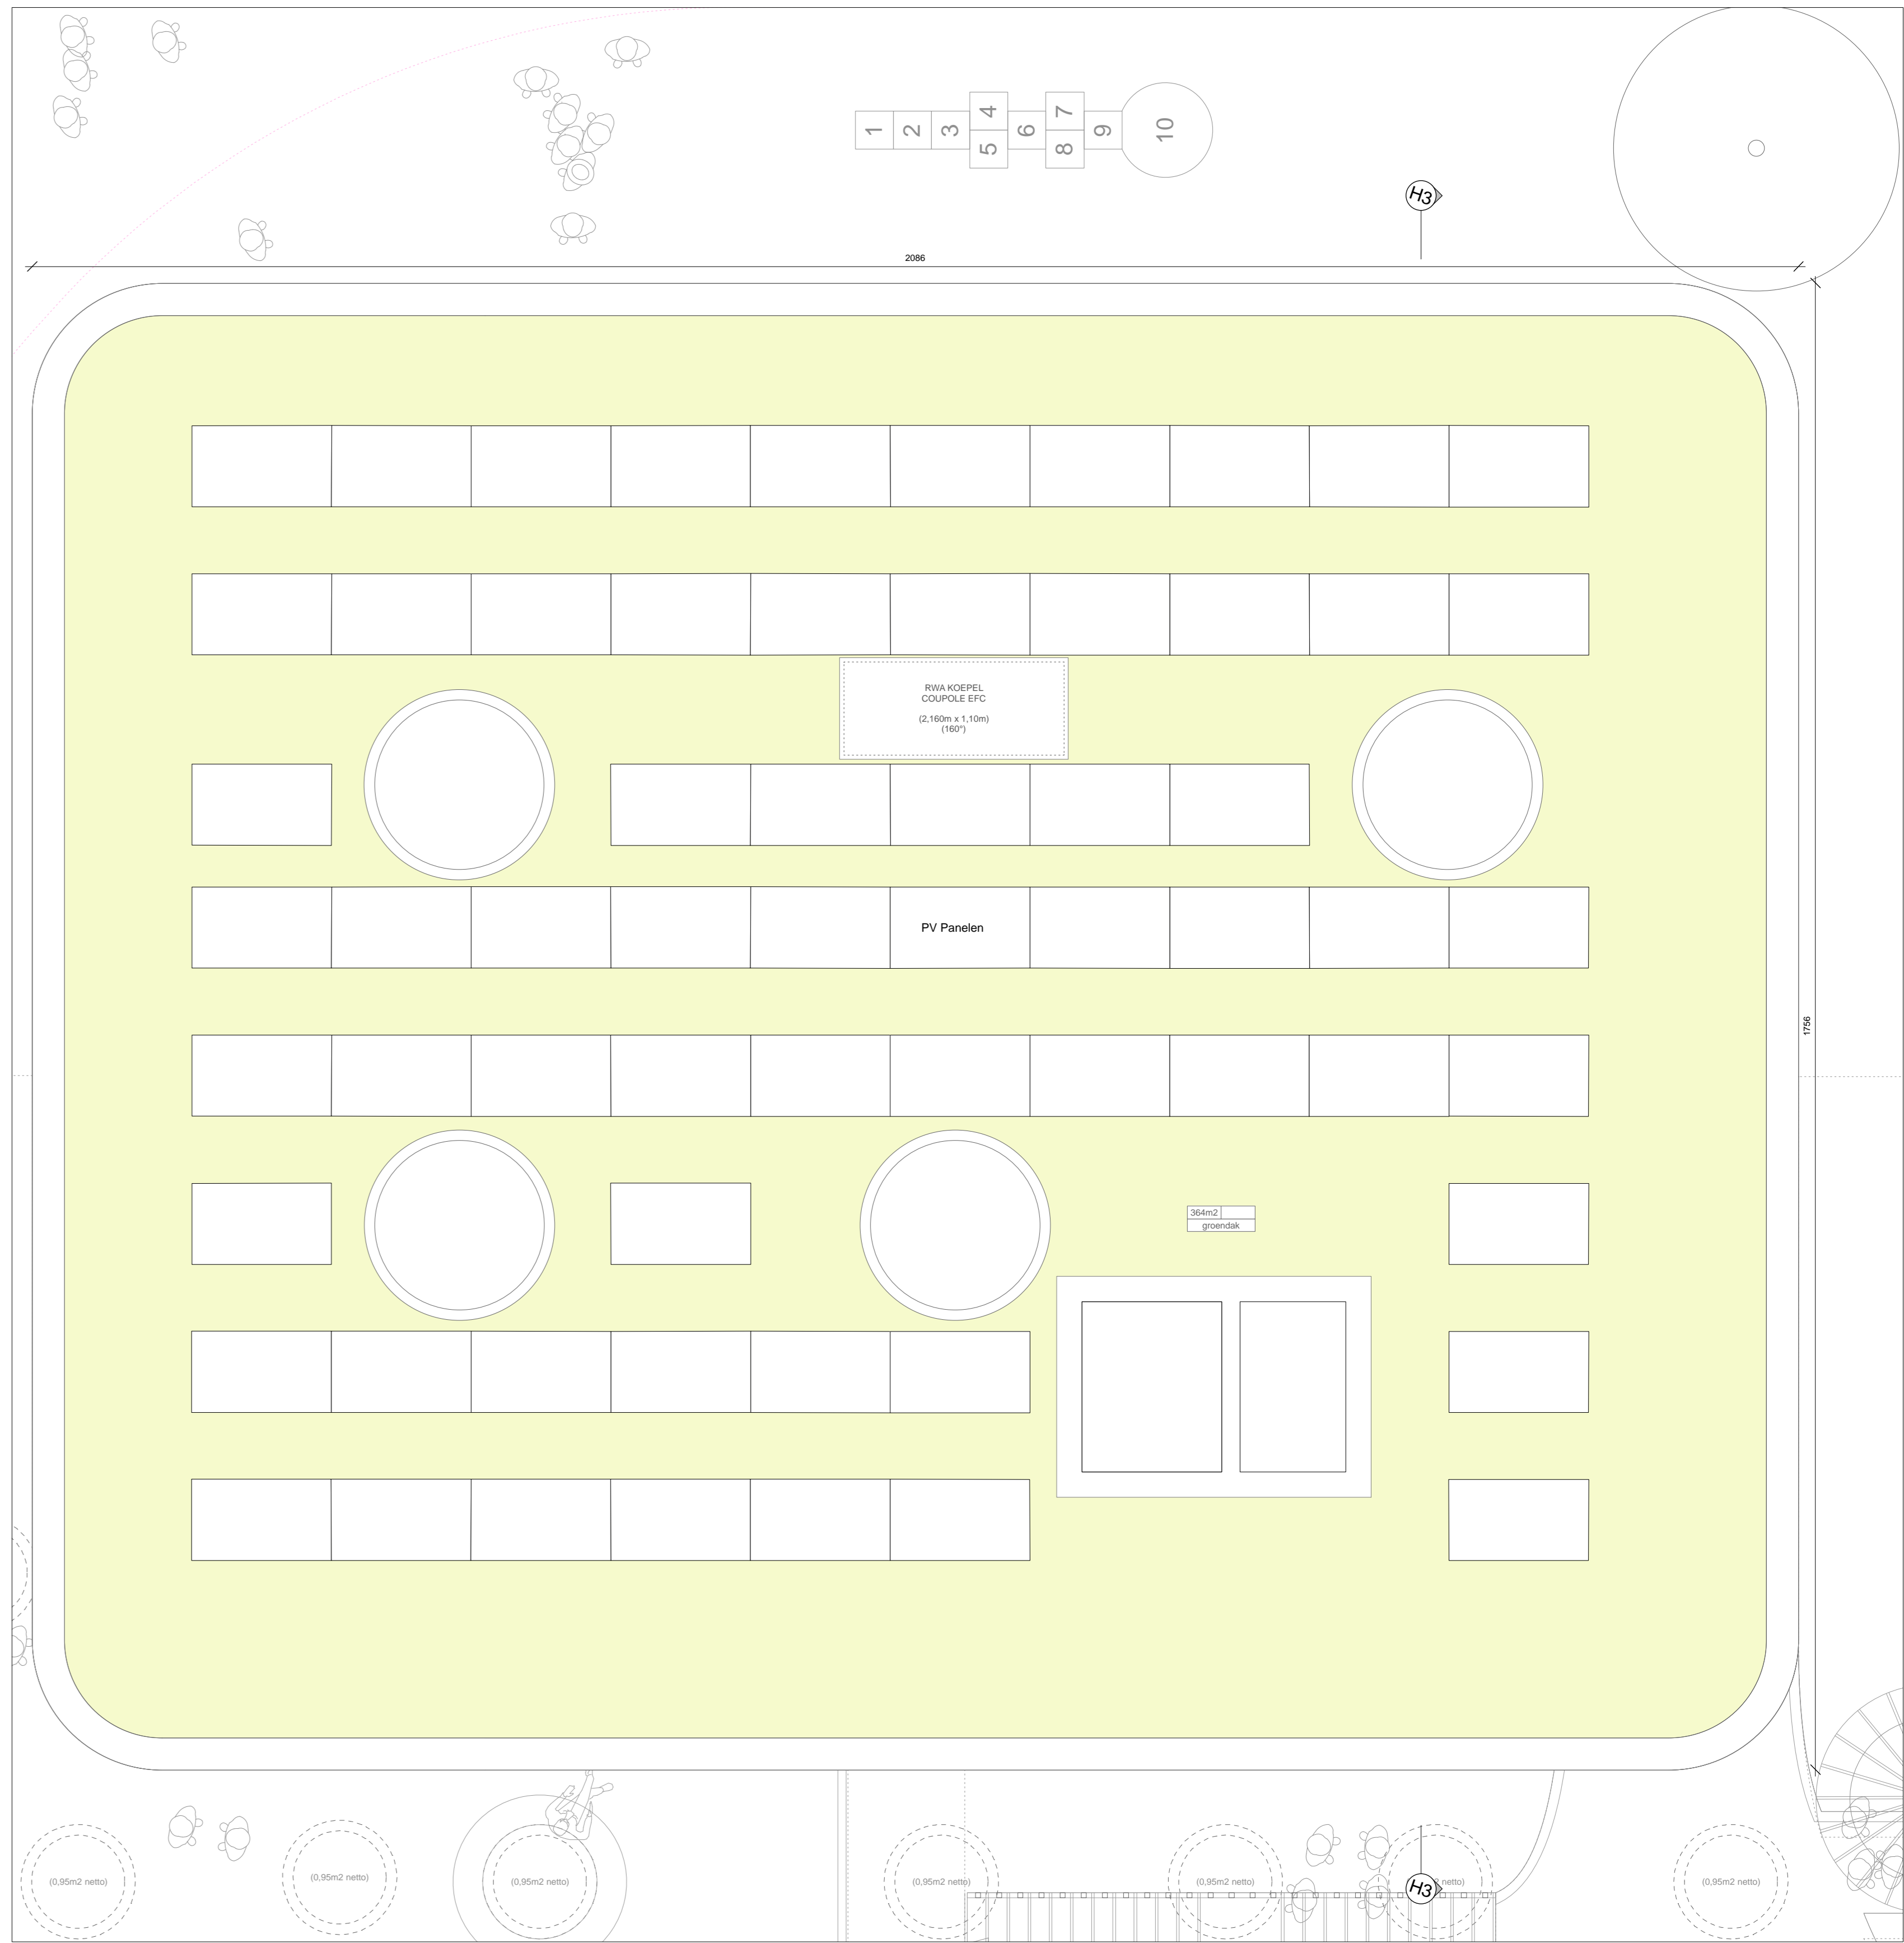 1
2
3
4
5
6
7
8
9
10
H3
2086
RWA KOEPEL
COUPOLE EFC
(2,160m x 1,10m)
(160°)
PV Panelen
1756
364m2
groendak
(0,95m2 netto)
(0,95m2 netto)
(0,95m2 netto)
(0,95m2 netto)
(0,95m2 netto)
H3
netto)
(0,95m2 netto)